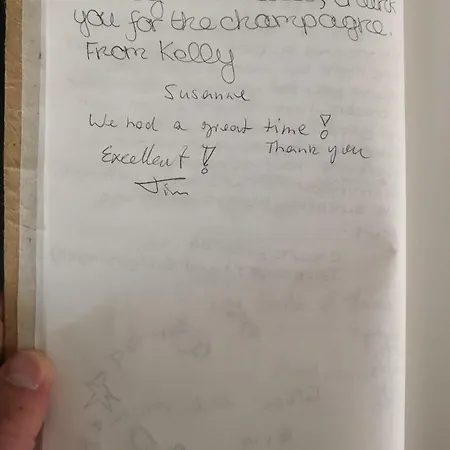 you for the champagne.
From Kelly
Susanne
We had a great time!
Excellent! Thank you
Jim